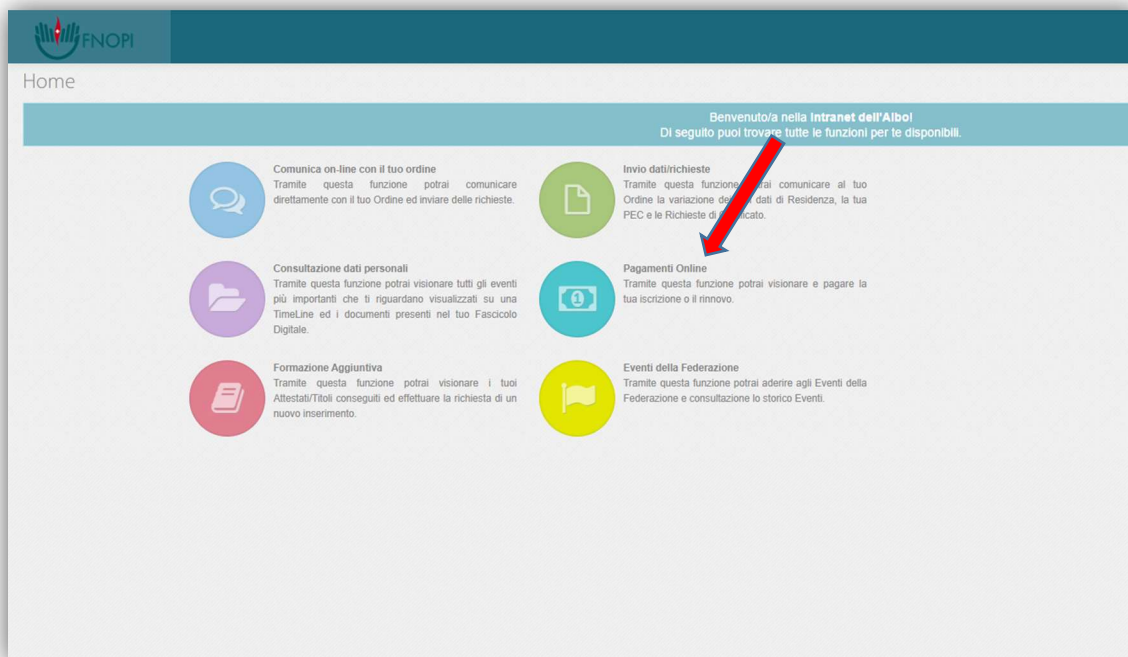 FNOPI
Home
Benvenuto/a nella Intranet dell'Albo!
Di seguito puoi trovare tutte le funzioni per te disponibili.
Comunica on-line con il tuo ordine
Tramite questa funzione potrai comunicare
direttamente con il tuo Ordine ed inviare delle richieste.
Invio dati/richieste
Tramite questa funzione potrai comunicare al tuo
Ordine la variazione dati di Residenza, la tua
PEC e le Richieste di
Consultazione dati personali
Tramite questa funzione potrai visionare tutti gli eventi
più importanti che ti riguardano visualizzati su una
TimeLine ed i documenti presenti nel tuo Fascicolo
Digitale.
Pagamenti Online
Tramite questa funzione potrai visionare e pagare la
tua iscrizione o il rinnovo.
1
Formazione Aggiuntiva
Tramite questa funzione potrai visionare i tuoi
Attestati/Titoli conseguiti ed effettuare la richiesta di un
nuovo inserimento.
Eventi della Federazione
Tramite questa funzione potrai aderire agli Eventi della
Federazione e consultazione lo storico Eventi.